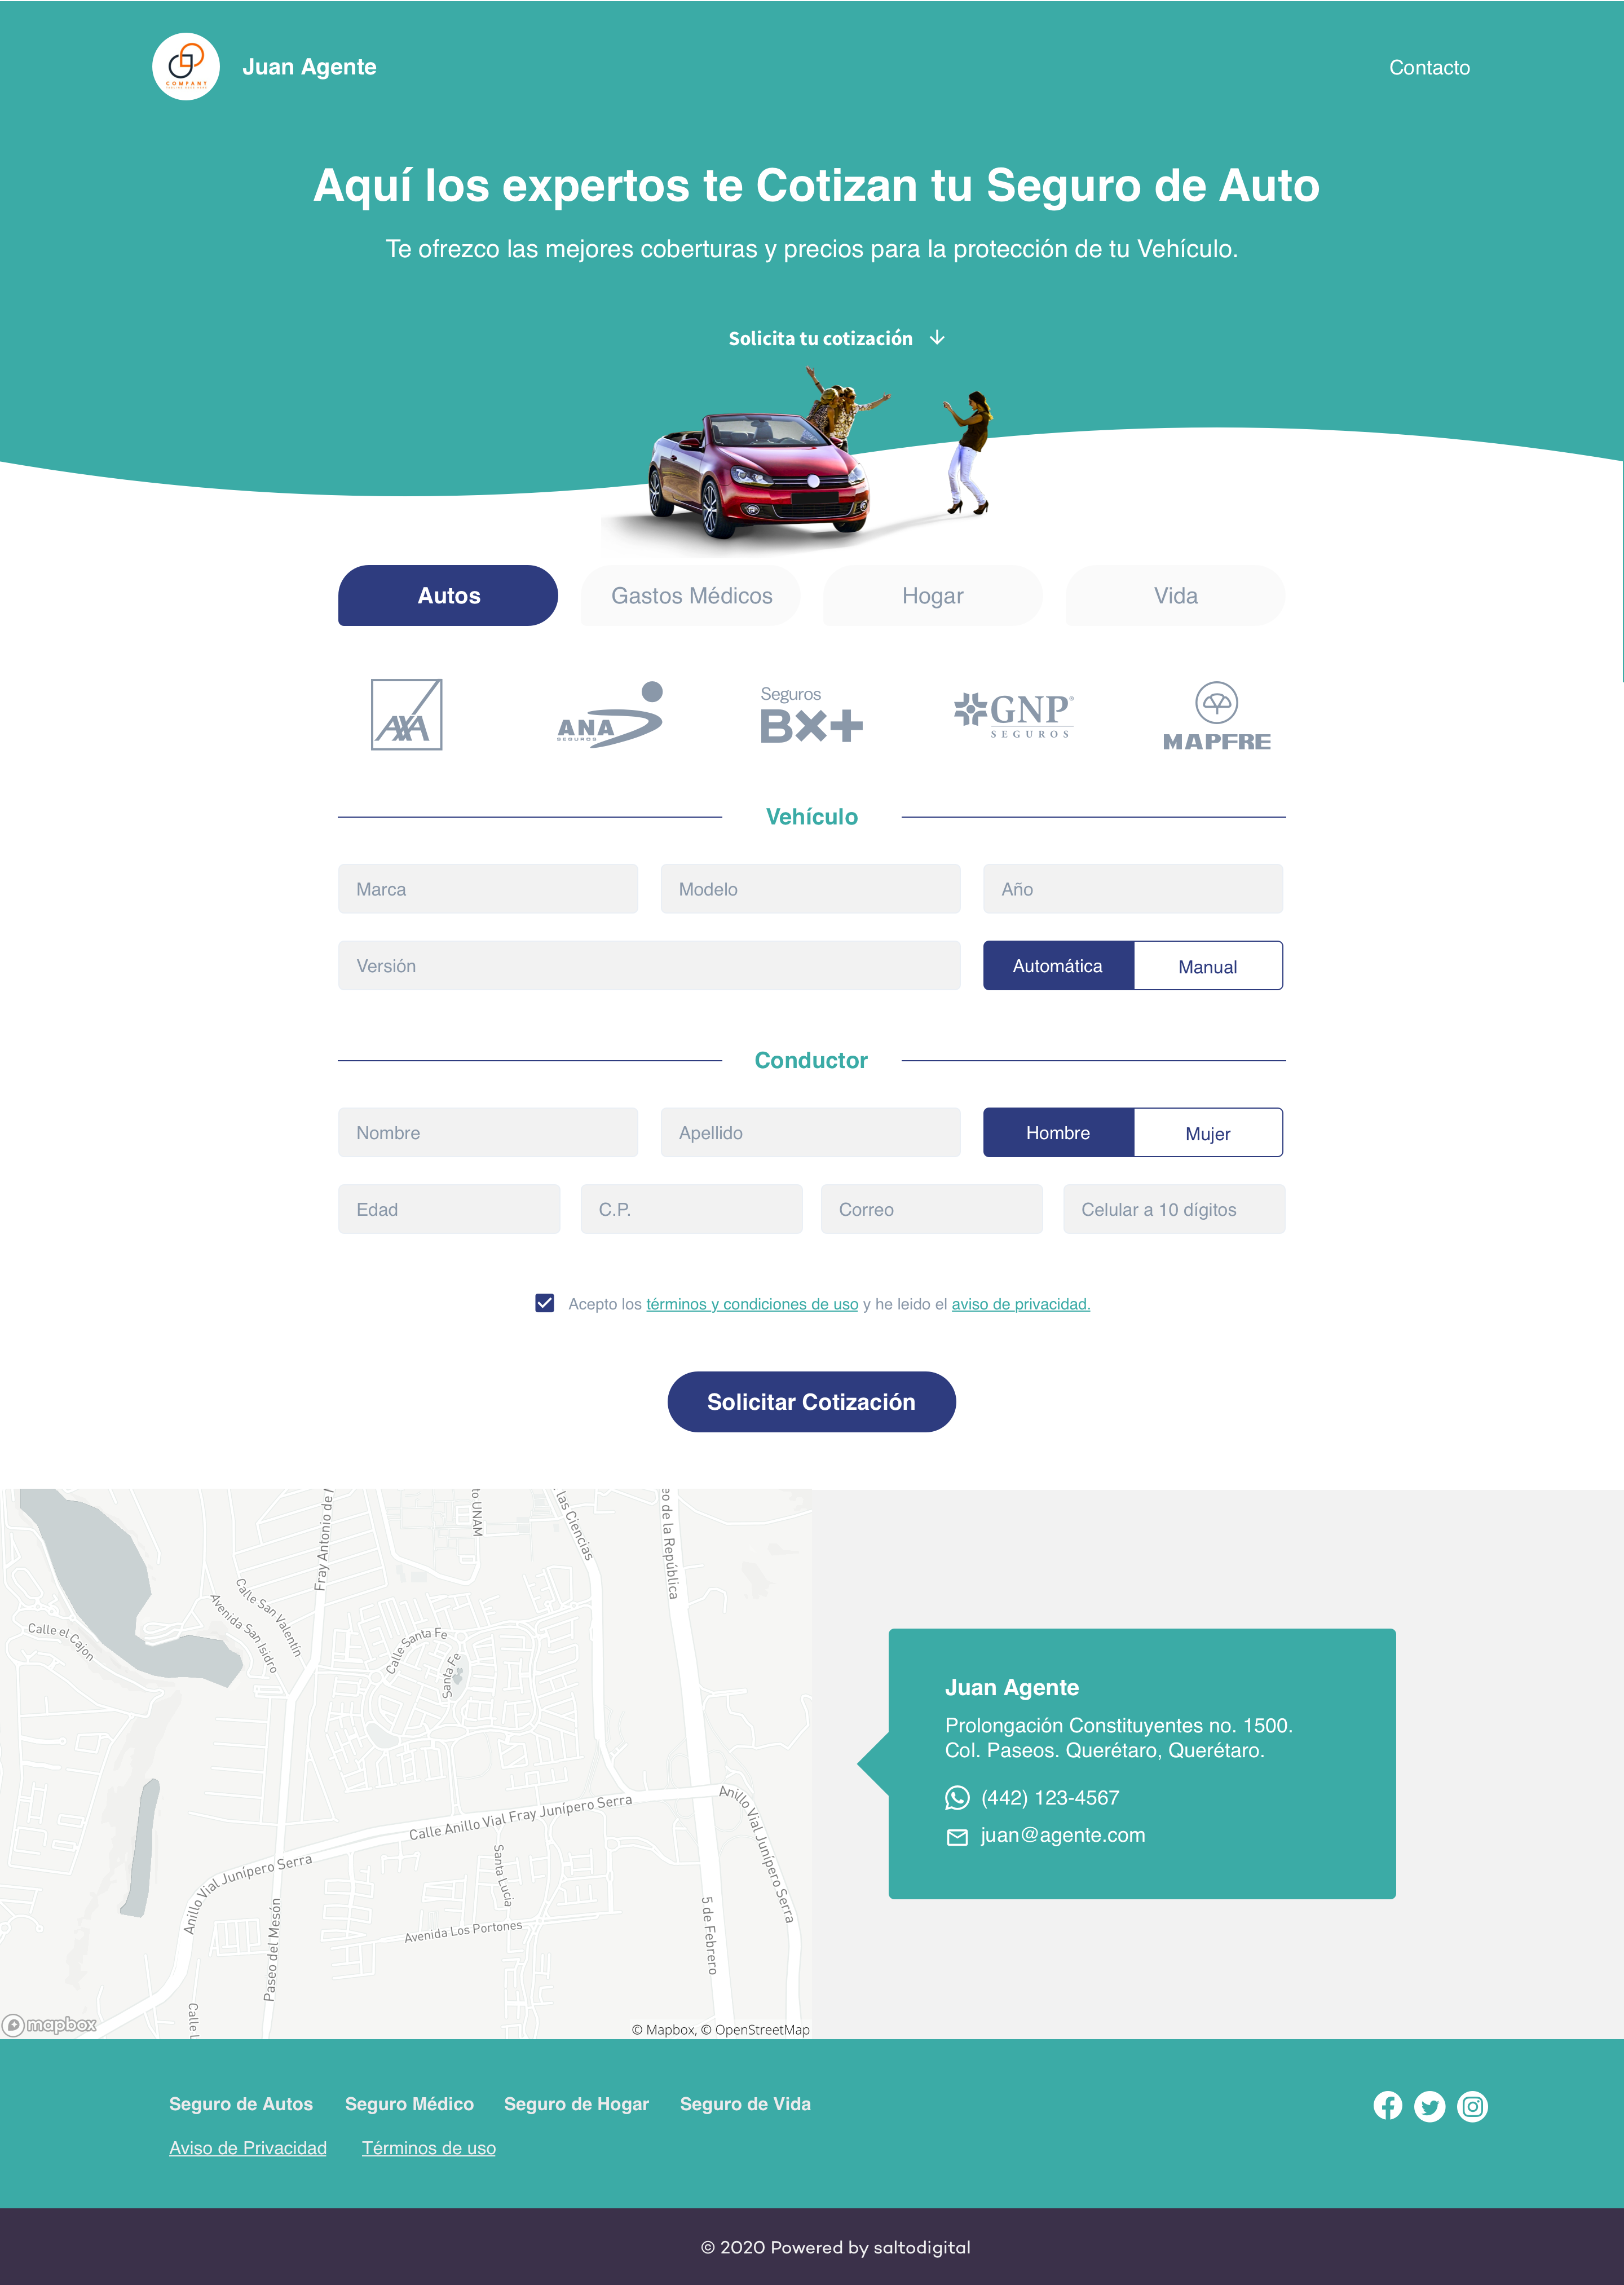 COMPANY
Juan Agente
Contacto
Aquí los expertos te Cotizan tu Seguro de Auto
Te ofrezco las mejores coberturas y precios para la protección de tu Vehículo.
Solicita tu cotización
Autos
Gastos Médicos
Hogar
Vida
AXA
ANA
SEGUROS
Seguros
BX+
GNP
SEGUROS
MAPFRE
Vehículo
Marca
Modelo
Año
Versión
Automática
Manual
Conductor
Nombre
Apellido
Hombre
Mujer
Edad
C.P.
Correo
Celular a 10 dígitos
Acepto los términos y condiciones de uso y he leido el aviso de privacidad.
Solicitar Cotización
Fray Antonio de
to UNAM
las Ciencias
eo de la República
Calle San Valentín
Avenida San Isidro
Calle el Cajon
Calle Santa Fe
Santa Fe
Calle Anillo Vial Fray Junípero Serra
Anillo Vial Junípero Serra
Anillo Vial Junípero Serra
Santa Lucia
Avenida Los Portones
Paseo del Mesón
5 de Febrero
Calle L
mapbox
© Mapbox, © OpenStreetMap
Juan Agente
Prolongación Constituyentes no. 1500.
Col. Paseos. Querétaro, Querétaro.
(442) 123-4567
juan@agente.com
Seguro de Autos
Seguro Médico
Seguro de Hogar
Seguro de Vida
Aviso de Privacidad
Términos de uso
© 2020 Powered by saltodigital